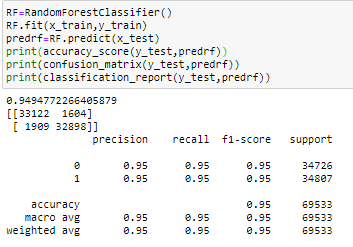 RF=RandomForestClassifier()
RF.fit(x_train,y_train)
predrf=RF.predict(x_test)
print(accuracy_score(y_test,predrf))
print(confusion_matrix(y_test,predrf))
print(classification_report(y_test,predrf))
0.9494772266405879
[[33122  1604]
 [ 1909 32898]]
              precision    recall  f1-score   support
           0       0.95      0.95      0.95     34726
           1       0.95      0.95      0.95     34807
    accuracy                           0.95     69533
   macro avg       0.95      0.95      0.95     69533
weighted avg       0.95      0.95      0.95     69533